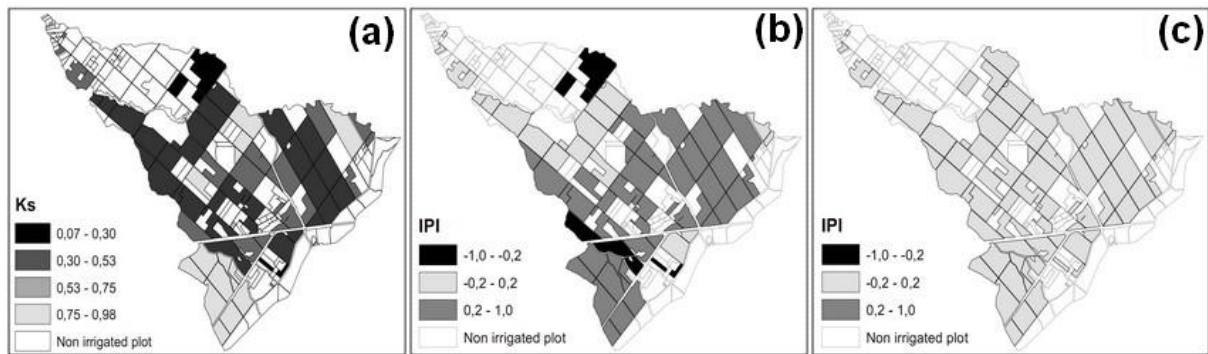 (a)
Ks
0,07 - 0,30
0,30 - 0,53
0,53 - 0,75
0,75 - 0,98
Non irrigated plot
(b)
IPI
-1,0 - -0,2
-0,2 - 0,2
0,2 - 1,0
Non irrigated plot
(c)
IPI
-1,0 - -0,2
-0,2 - 0,2
0,2 - 1,0
Non irrigated plot